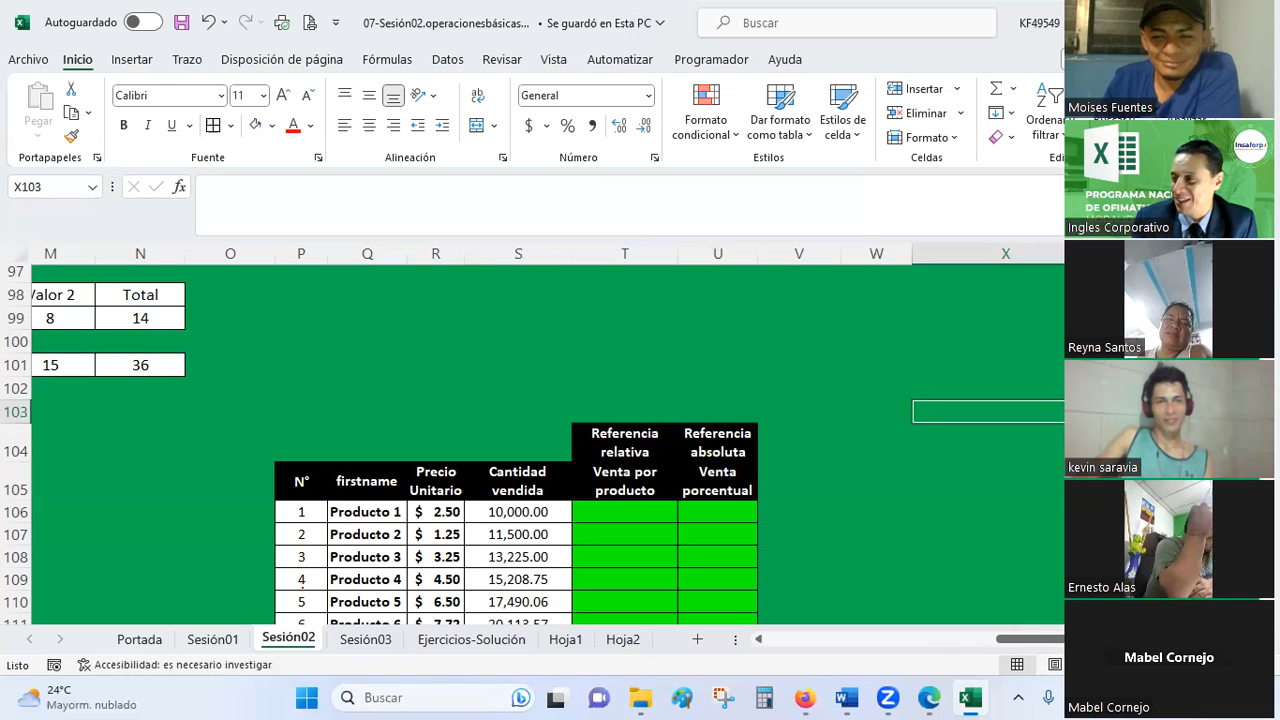 Autoguardado
07-Sesión02.operacionesbásicas... • Se guardó en Esta PC
Buscar
KF49549
Archivo Inicio Insertar Trazo Disposición de página Fórmulas Datos Revisar Vista Automatizar Programador Ayuda
Pegar
Calibri 11
N K S
General
Formato condicional
Dar formato como tabla
Estilos de celda
Insertar
Eliminar
Formato
Ordenar
filtrar
Portapapeles Fuente Alineación Número Estilos Celdas
X103
M N O P Q R S T U V W X
97
98 Valor 2 Total
99 8 14
100
101 15 36
102
103
104 Referencia relativa Referencia absoluta
105 N° firstname Precio Unitario Cantidad vendida Venta por producto Venta porcentual
106 1 Producto 1 $ 2.50 10,000.00
107 2 Producto 2 $ 1.25 11,500.00
108 3 Producto 3 $ 3.25 13,225.00
109 4 Producto 4 $ 4.50 15,208.75
110 5 Producto 5 $ 6.50 17,490.06
Portada Sesión01 Sesión02 Sesión03 Ejercicios-Solución Hoja1 Hoja2
Listo Accesibilidad: es necesario investigar
24°C
Mayorm. nublado
Buscar
Moises Fuentes
Insaforp
PROGRAMA NAC
DE OFIMATI
Ingles Corporativo
Reyna Santos
kevin saravia
Ernesto Alas
Mabel Cornejo
Mabel Cornejo